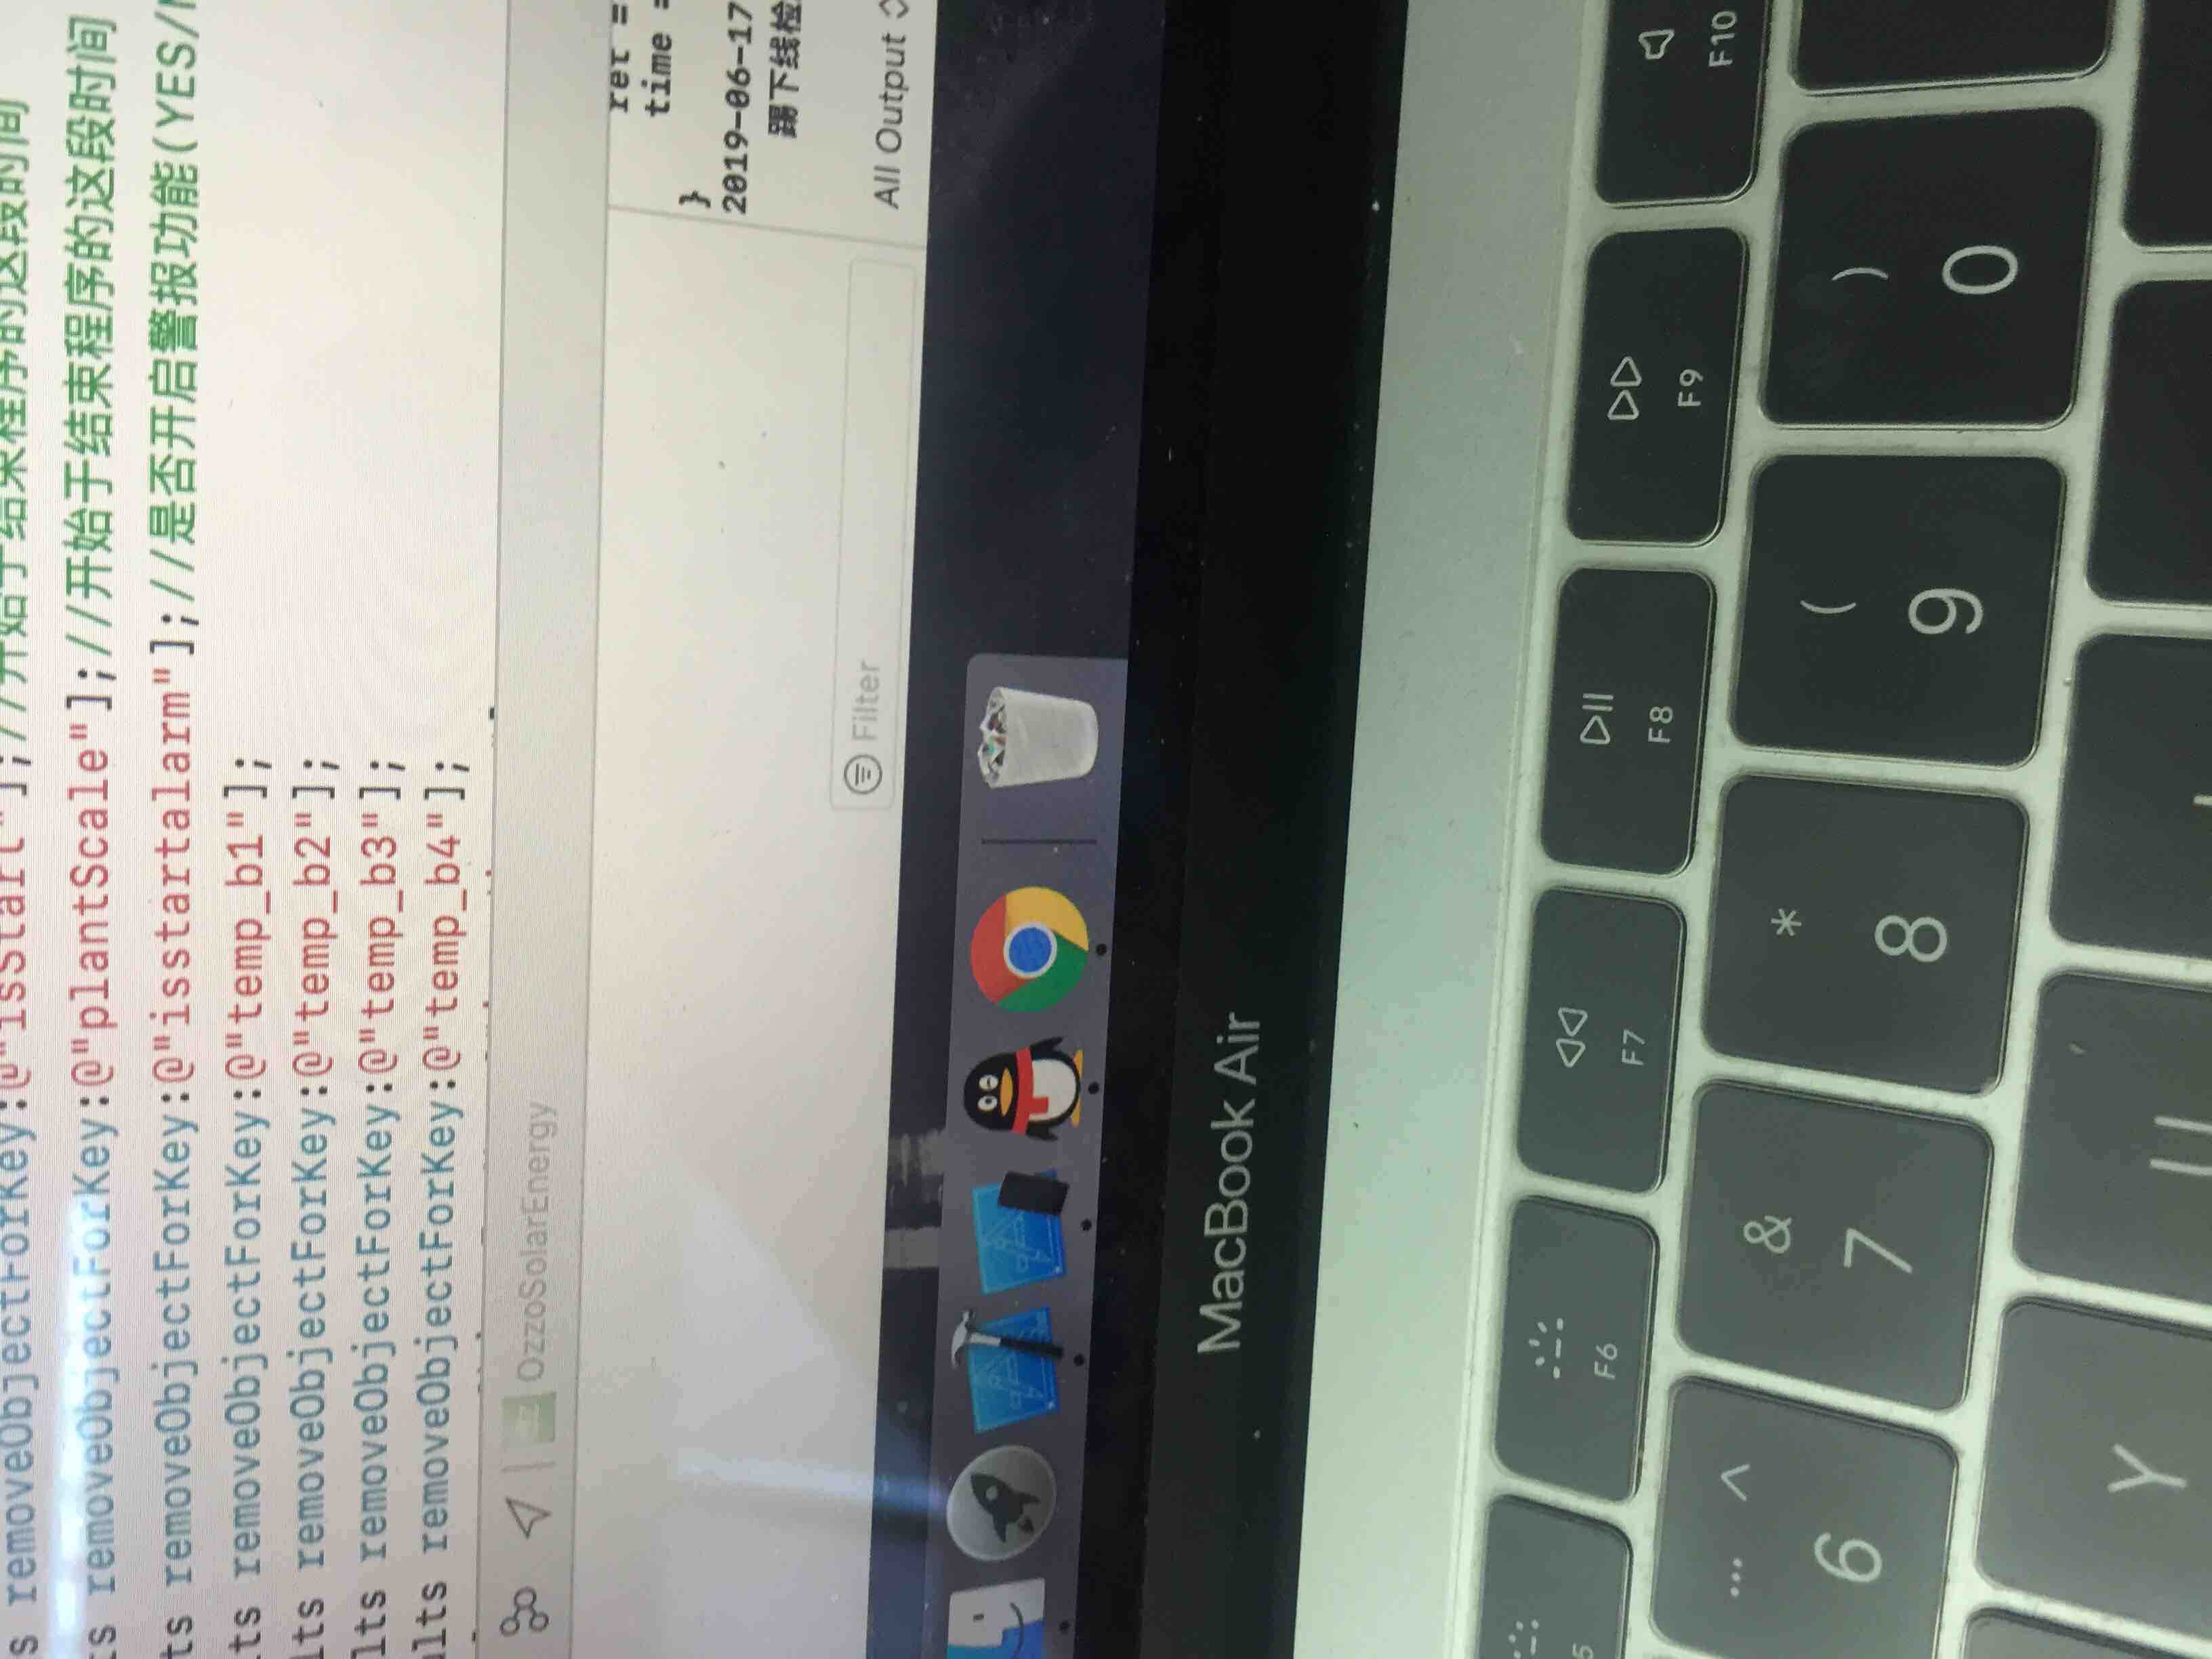 s removeObjectForKey:@"isStart"];//开始于结束程序的这段时间
ts removeObjectForKey:@"plantScale"];//开始于结束程序的这段时间
ts removeObjectForKey:@"isstartalarm"];//是否开启警报功能(YES/
lts removeObjectForKey:@"temp_b1"];
lts removeObjectForKey:@"temp_b2"];
lts removeObjectForKey:@"temp_b3"];
ults removeObjectForKey:@"temp_b4"];
OzzoSolarEnergy
ret =
time =
}
2019-06-17
踢下线检
Filter
All Output
MacBook Air
5
F6
F7
F8
F9
F10
... ^
&
*
(
)
6
7
8
9
0
Y
U